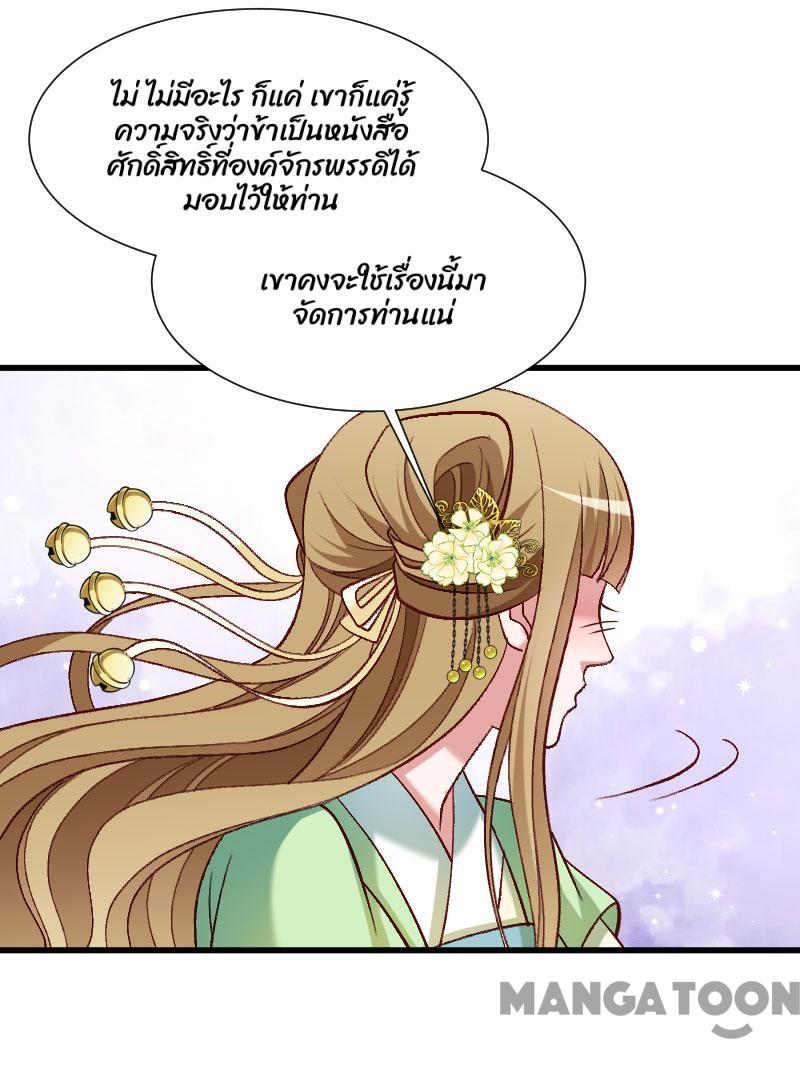 ไม่ ไม่มีอะไร ก็แค่ เขาก็แค่รู้
ความจริงว่าข้าเป็นหนังสือ
ศักดิ์สิทธิ์ที่องค์จักรพรรดิได้
มอบไว้ให้ท่าน
เขาคงจะใช้เรื่องนี้มา
จัดการท่านแน่
MANGATOON